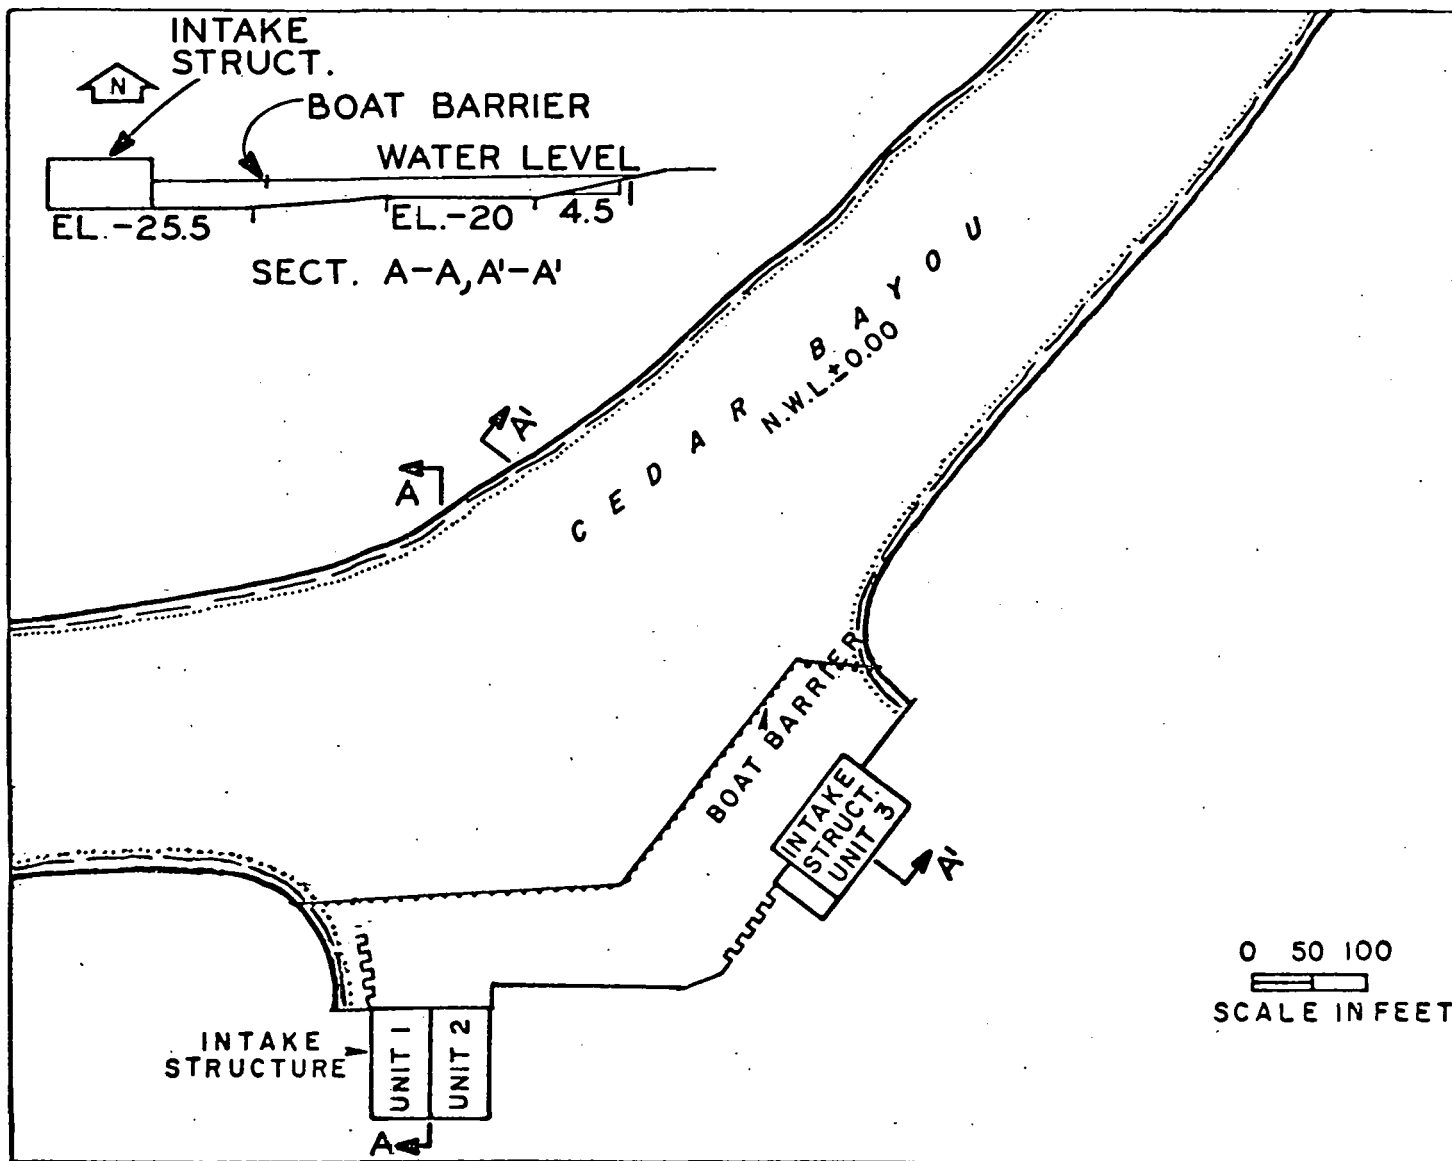 INTAKE
STRUCT.
N
BOAT BARRIER
WATER LEVEL
EL.-25.5
EL.-20
4.5
1
SECT. A-A, A'-A'
CEDAR BAYOU
N.W.L. ±0.00
A'
A
BOAT BARRIER
INTAKE
STRUCT.
UNIT 3
A'
0 50 100
SCALE IN FEET
INTAKE
STRUCTURE
UNIT 1
UNIT 2
A